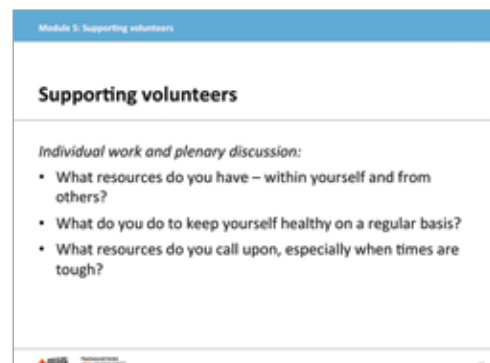 Module 5: Supporting volunteers
Supporting volunteers
Individual work and plenary discussion:
• What resources do you have – within yourself and from
others?
• What do you do to keep yourself healthy on a regular basis?
• What resources do you call upon, especially when times are
tough?